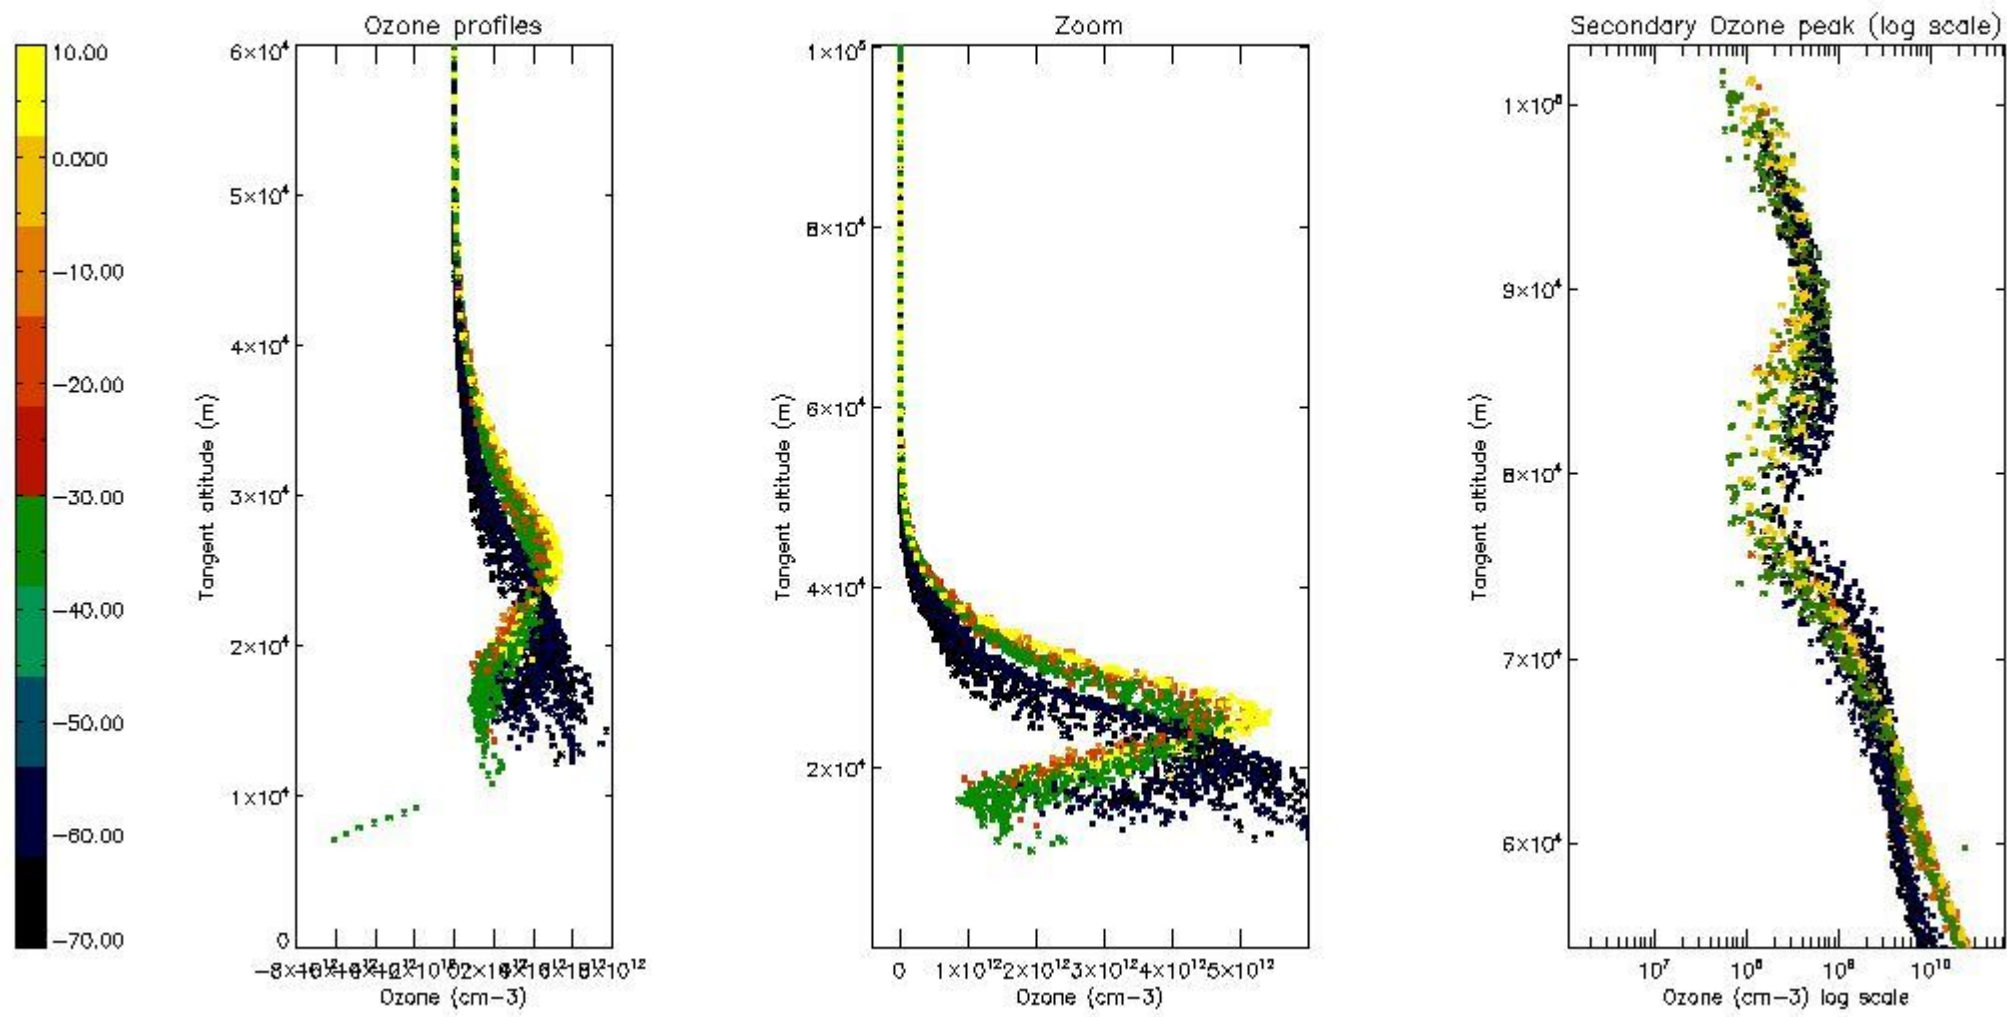 Ozone profiles
Zoom
Secondary Ozone peak (log scale)
10.00
0.000
−10.00
−20.00
−30.00
−40.00
−50.00
−60.00
−70.00
6×10⁴
5×10⁴
4×10⁴
3×10⁴
2×10⁴
1×10⁴
0
Tangent altitude (m)
Ozone (cm−3)
1×10⁵
8×10⁴
6×10⁴
4×10⁴
2×10⁴
Tangent altitude (m)
0 1×10¹² 2×10¹² 3×10¹² 4×10¹² 5×10¹²
Ozone (cm−3)
1×10⁵
9×10⁴
8×10⁴
7×10⁴
6×10⁴
Tangent altitude (m)
10⁷ 10⁸ 10⁹ 10¹⁰
Ozone (cm−3) log scale